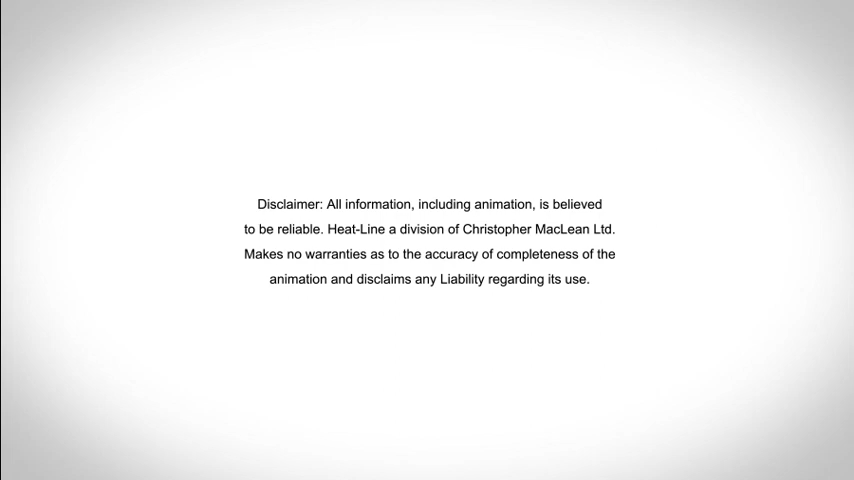 Disclaimer: All information, including animation, is believed
to be reliable. Heat-Line a division of Christopher MacLean Ltd.
Makes no warranties as to the accuracy of completeness of the
animation and disclaims any Liability regarding its use.